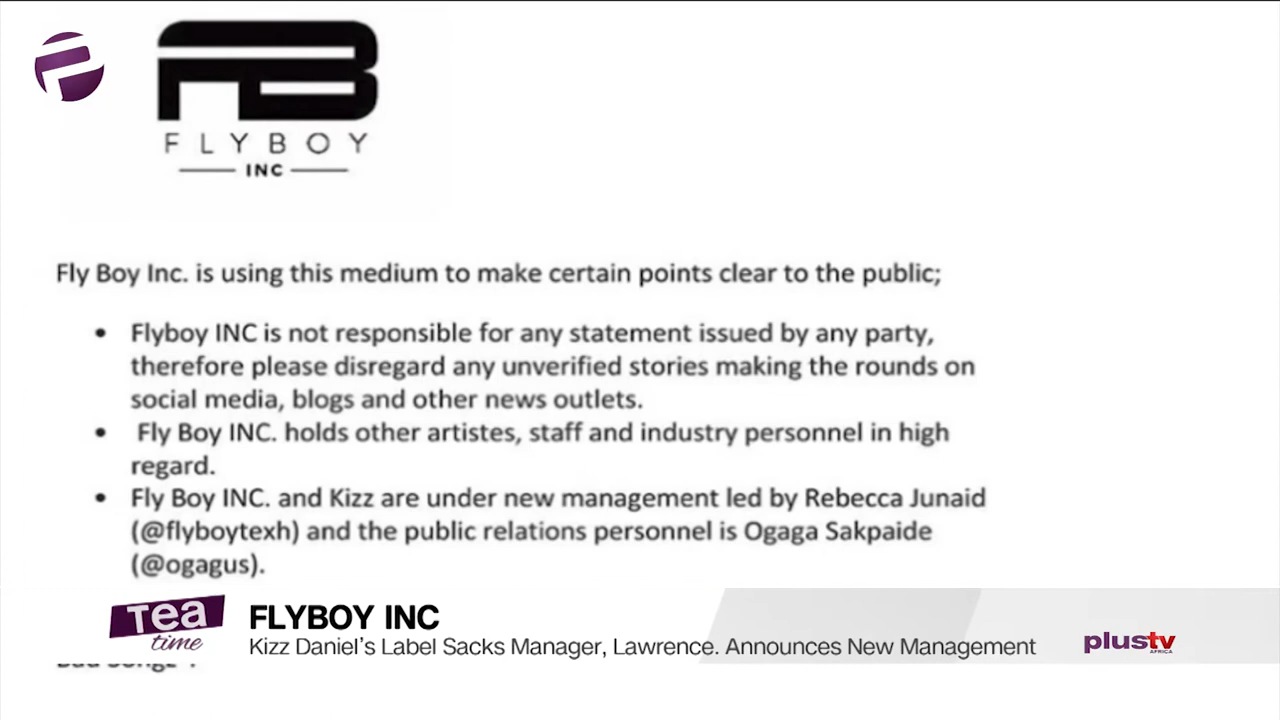 FLYBOY
INC
Fly Boy Inc. is using this medium to make certain points clear to the public;
• Flyboy INC is not responsible for any statement issued by any party,
therefore please disregard any unverified stories making the rounds on
social media, blogs and other news outlets.
• Fly Boy INC. holds other artistes, staff and industry personnel in high
regard.
• Fly Boy INC. and Kizz are under new management led by Rebecca Junaid
(@flyboytexh) and the public relations personnel is Ogaga Sakpaide
(@ogagus).
Tea
time
FLYBOY INC
Kizz Daniel's Label Sacks Manager, Lawrence. Announces New Management
plustv
AFRICA